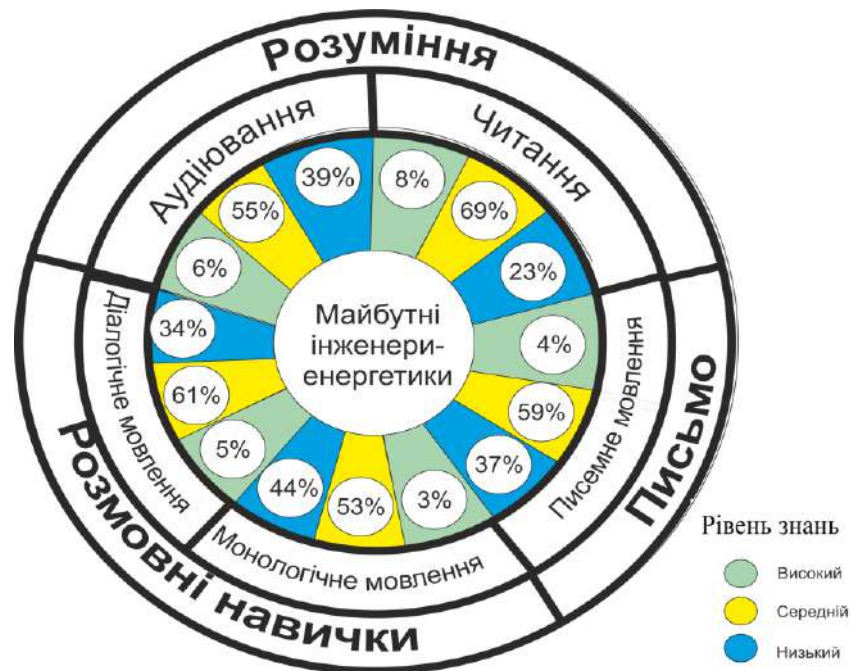 Розуміння
Аудіювання
Читання
39%
8%
55%
69%
6%
23%
34%
4%
61%
59%
5%
37%
44%
53%
3%
Майбутні
інженери-
енергетики
Діалогічне мовлення
Монологічне мовлення
Писемне мовлення
Розмовні навички
Письмо
Рівень знань
Високий
Середній
Низький